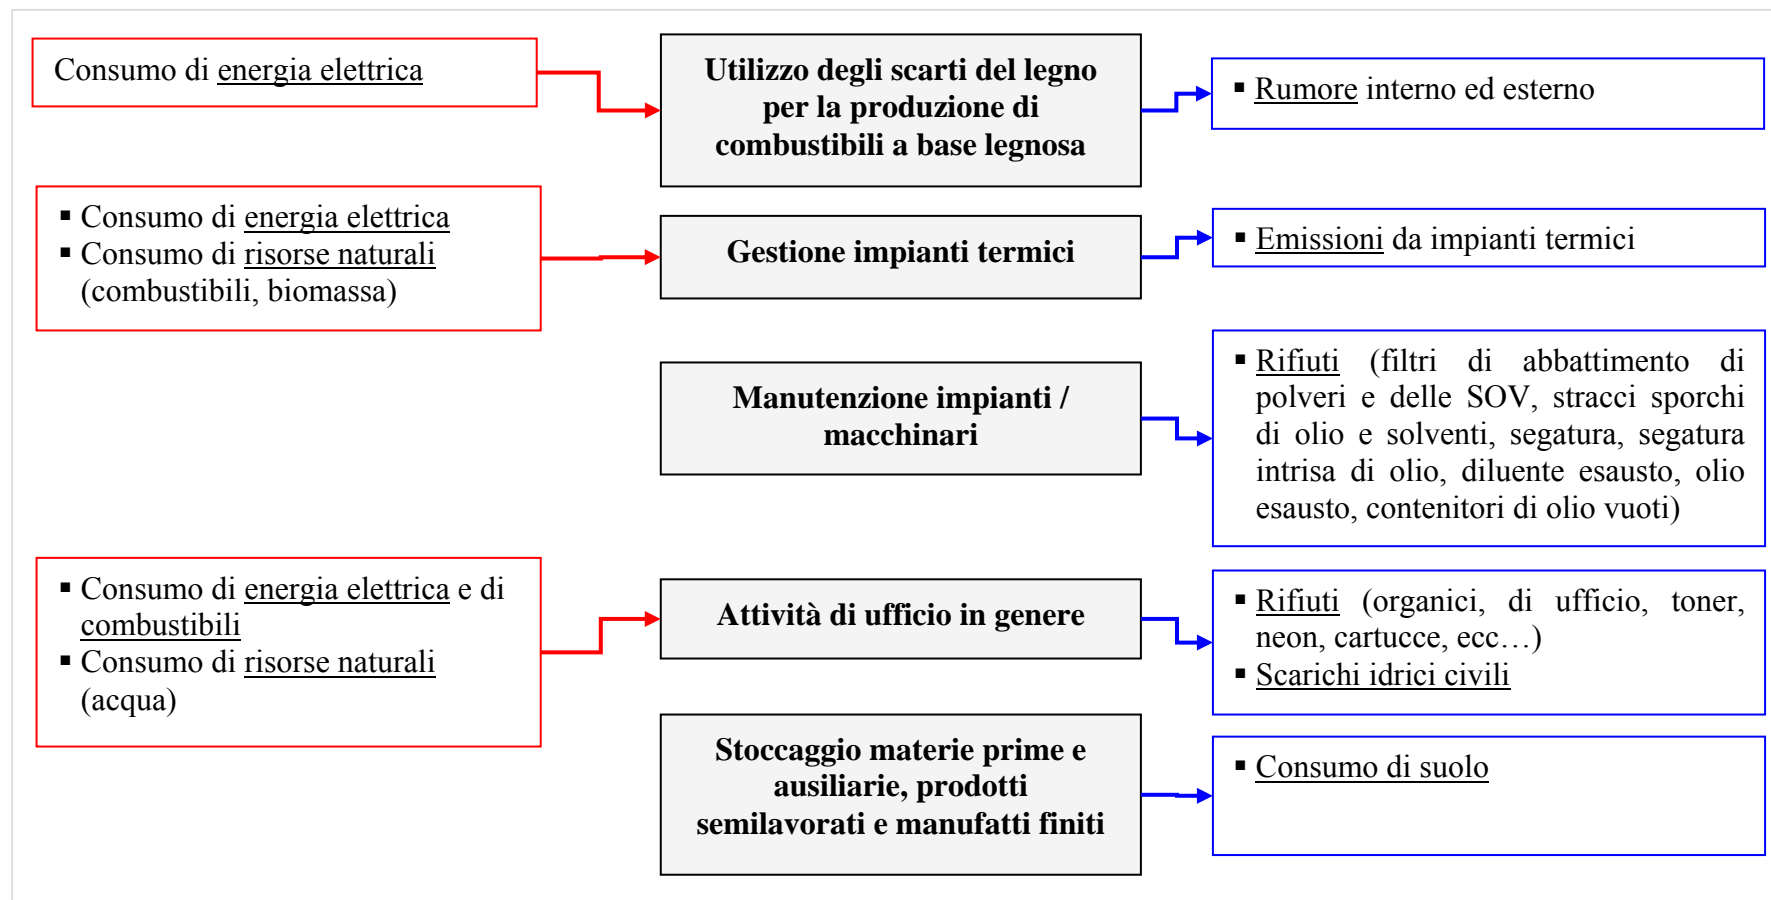 Consumo di energia elettrica
Utilizzo degli scarti del legno
per la produzione di
combustibili a base legnosa
▪ Rumore interno ed esterno
▪ Consumo di energia elettrica
▪ Consumo di risorse naturali
(combustibili, biomassa)
Gestione impianti termici
▪ Emissioni da impianti termici
Manutenzione impianti /
macchinari
▪ Rifiuti (filtri di abbattimento di
polveri e delle SOV, stracci sporchi
di olio e solventi, segatura, segatura
intrisa di olio, diluente esausto, olio
esausto, contenitori di olio vuoti)
▪ Consumo di energia elettrica e di
combustibili
▪ Consumo di risorse naturali
(acqua)
Attività di ufficio in genere
▪ Rifiuti (organici, di ufficio, toner,
neon, cartucce, ecc…)
▪ Scarichi idrici civili
Stoccaggio materie prime e
ausiliarie, prodotti
semilavorati e manufatti finiti
▪ Consumo di suolo